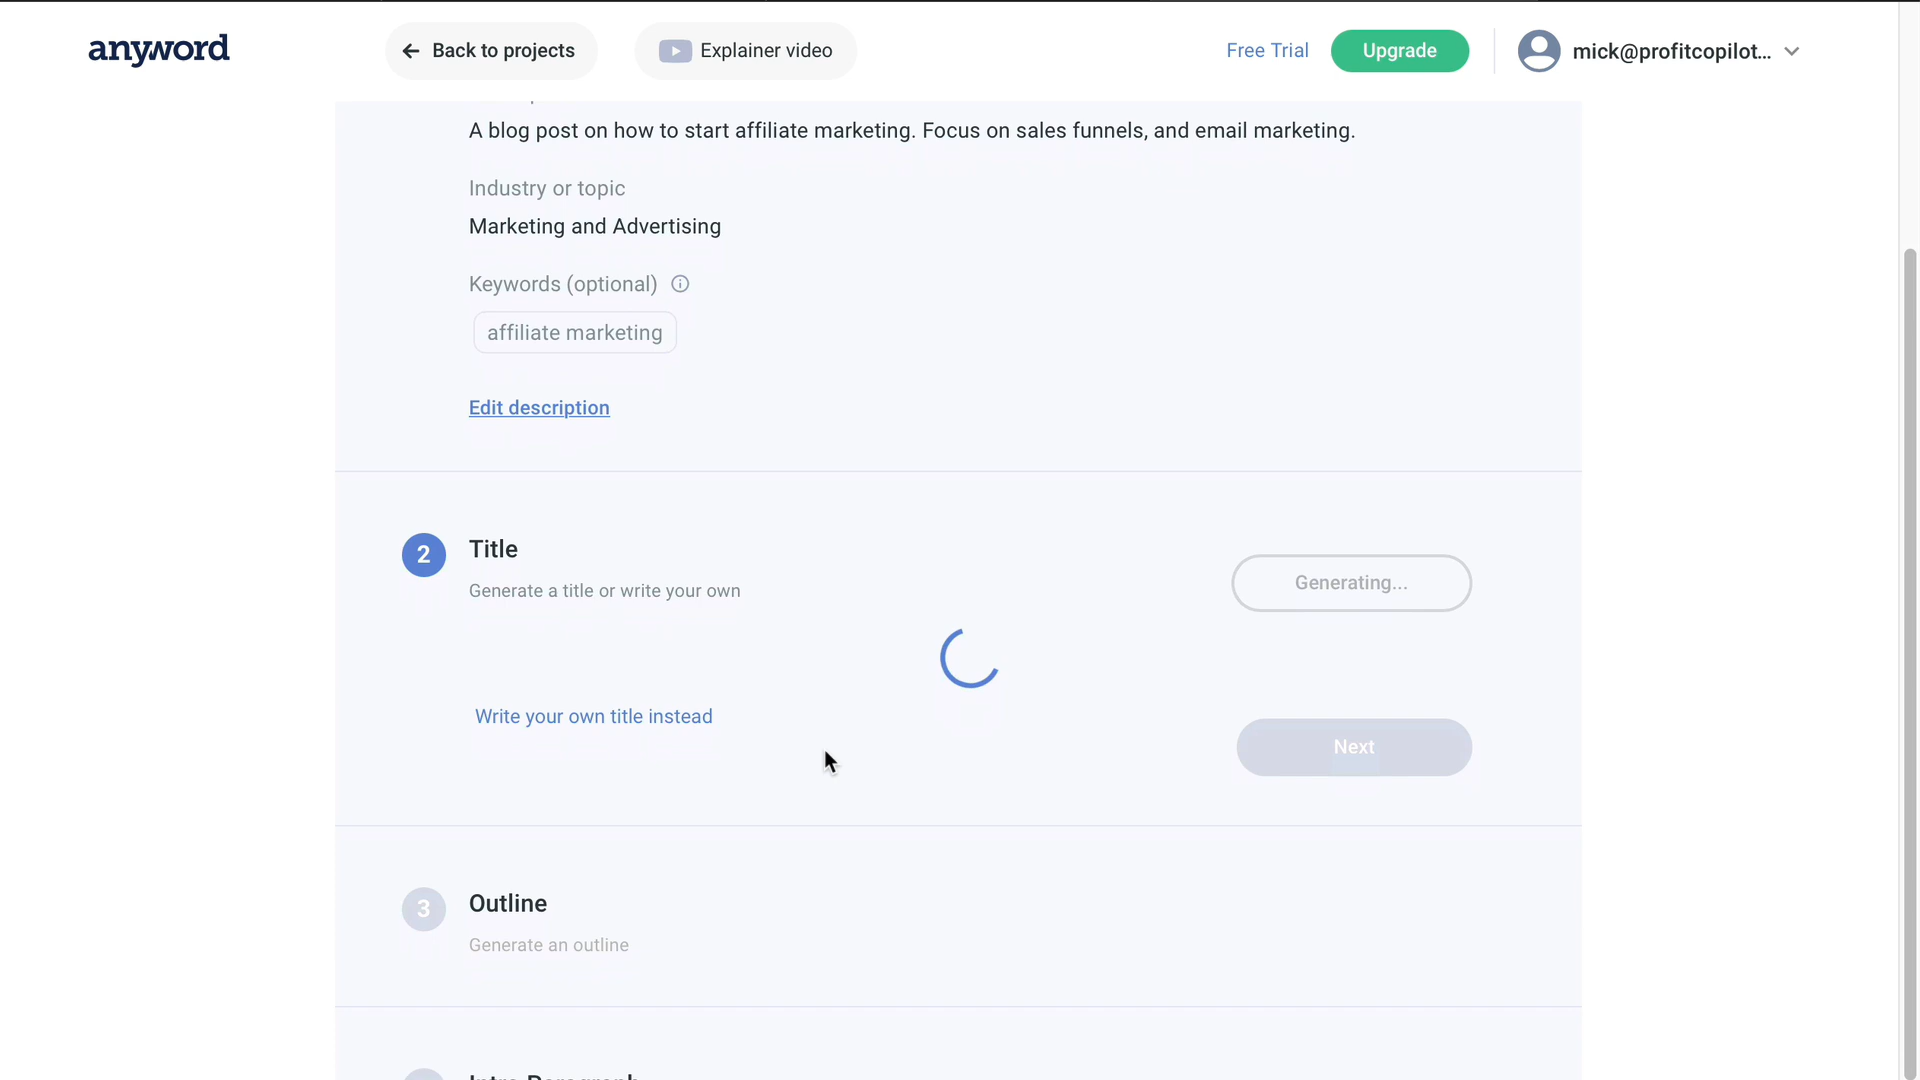 anyword
Back to projects
Explainer video
Free Trial
Upgrade
mick@profitcopilot...
A blog post on how to start affiliate marketing. Focus on sales funnels, and email marketing.
Industry or topic
Marketing and Advertising
Keywords (optional)
affiliate marketing
Edit description
2
Title
Generate a title or write your own
Generating...
Write your own title instead
Next
3
Outline
Generate an outline
Intro Paragraph